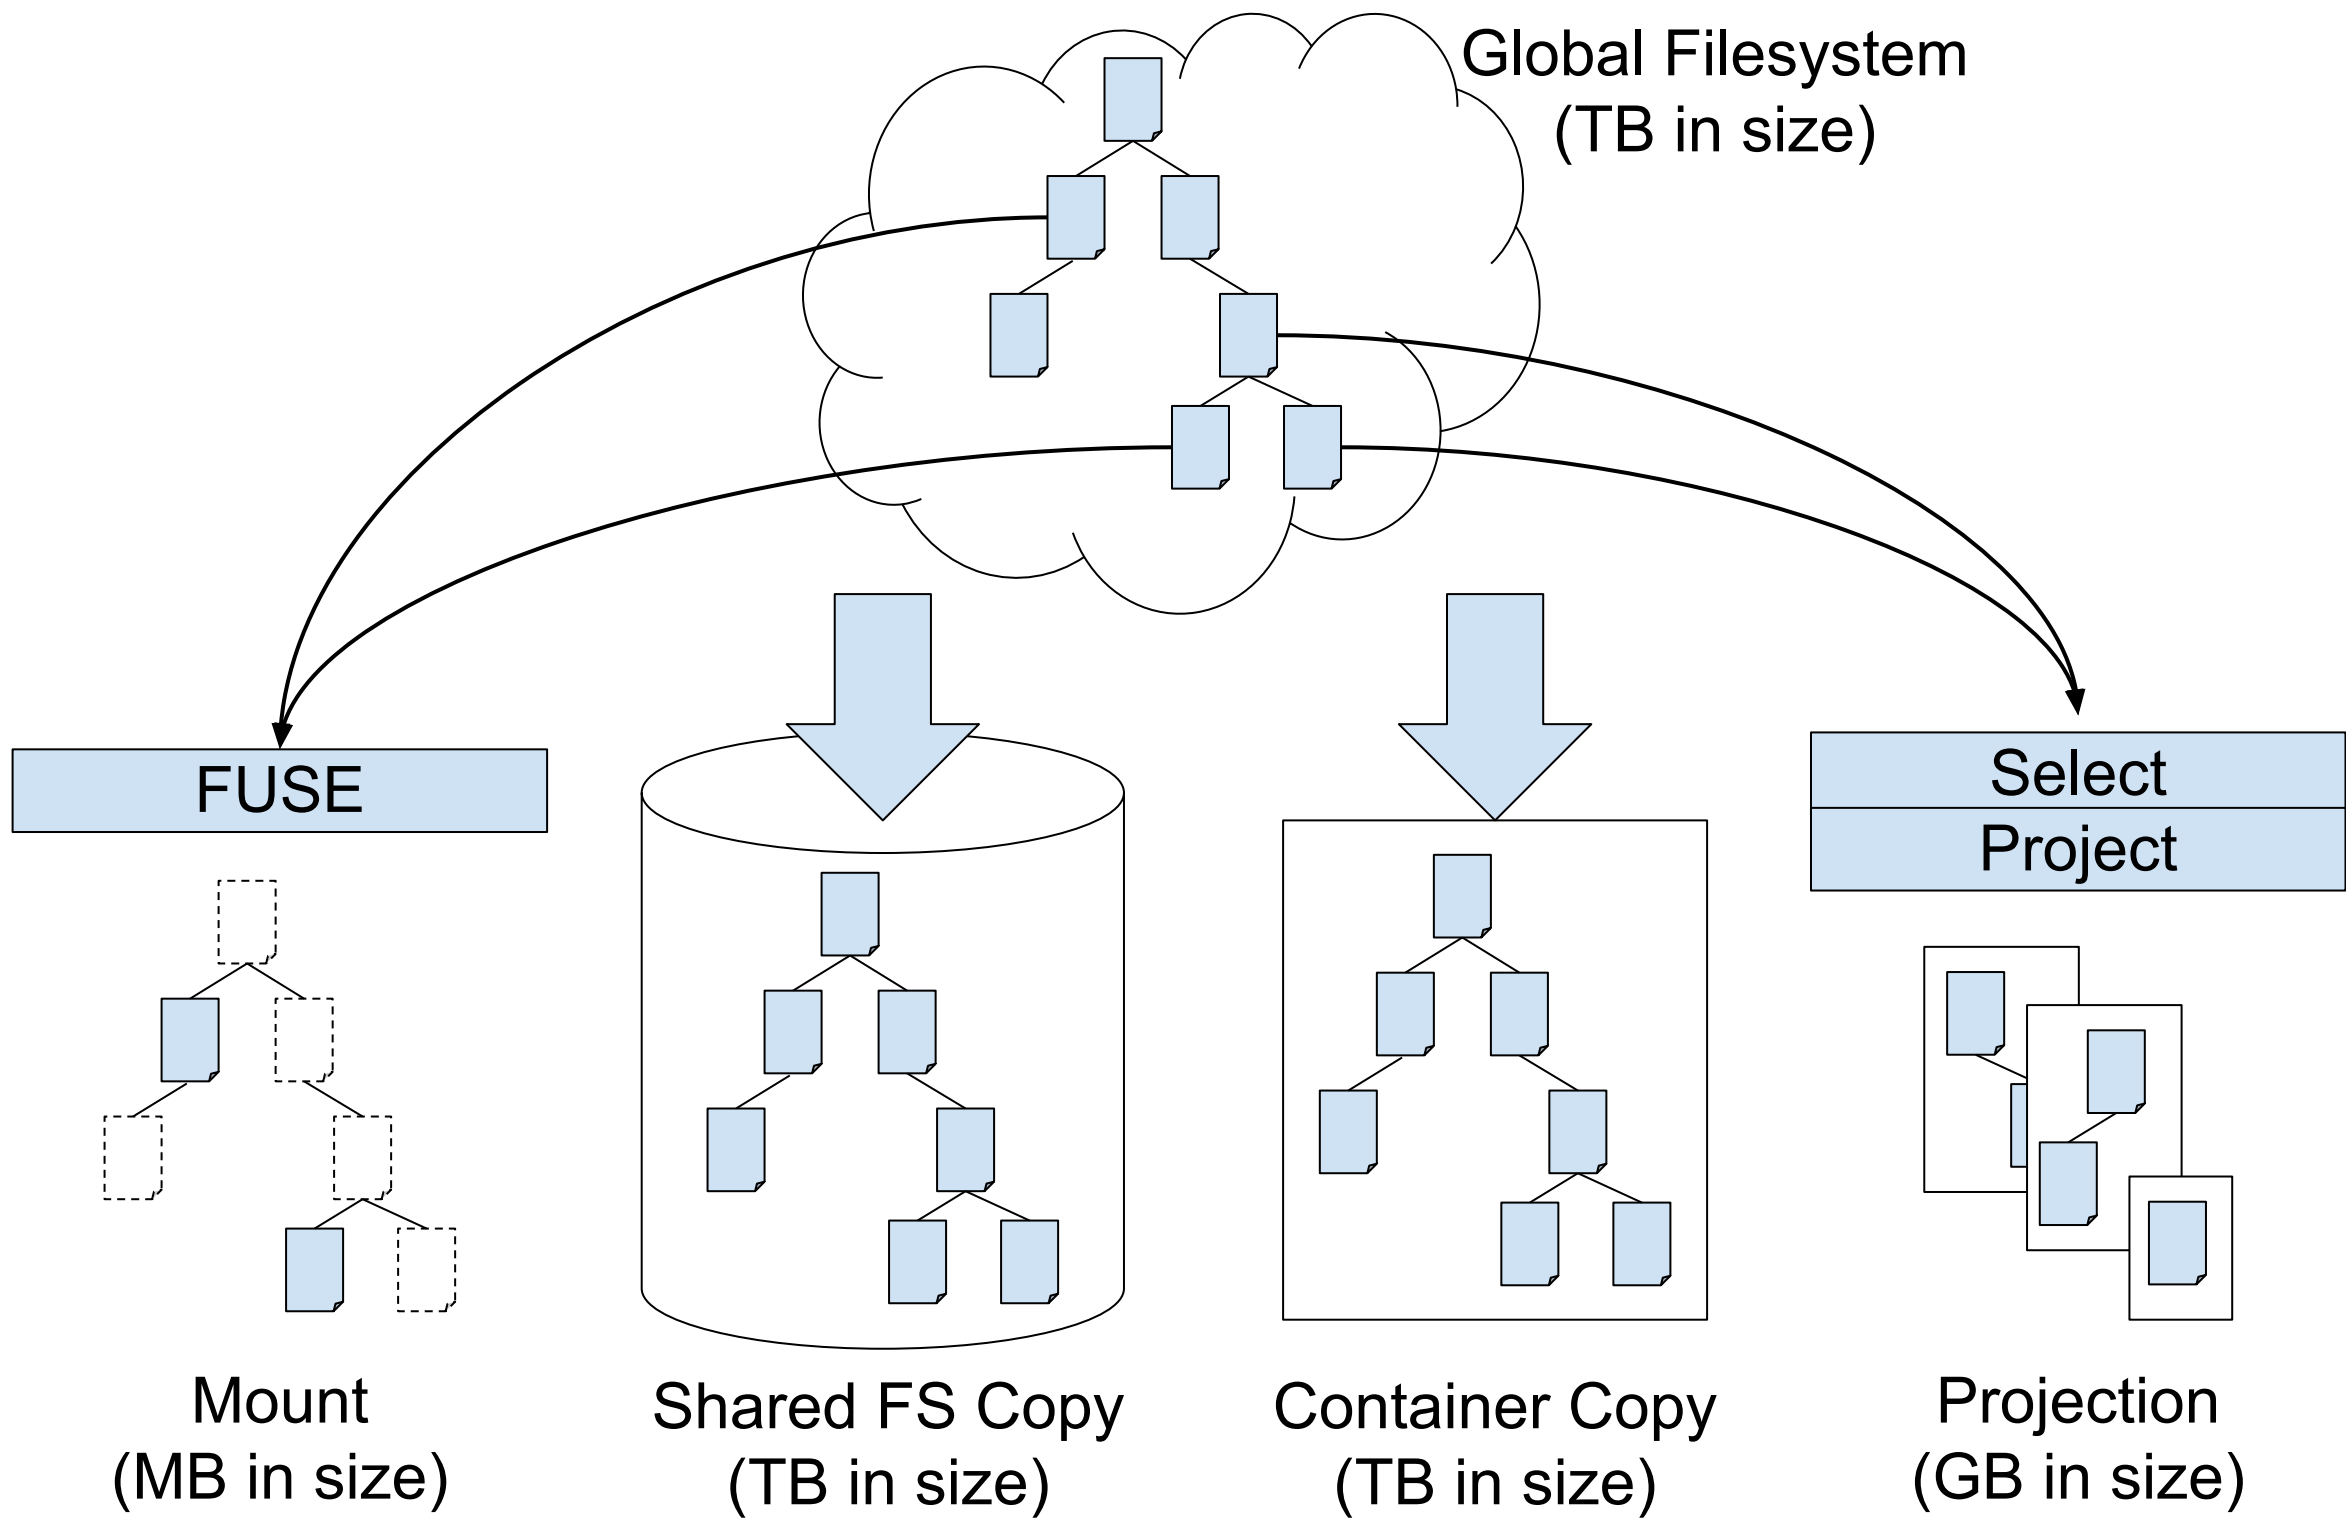 Global Filesystem
(TB in size)
FUSE
Select
Project
Mount
(MB in size)
Shared FS Copy
(TB in size)
Container Copy
(TB in size)
Projection
(GB in size)